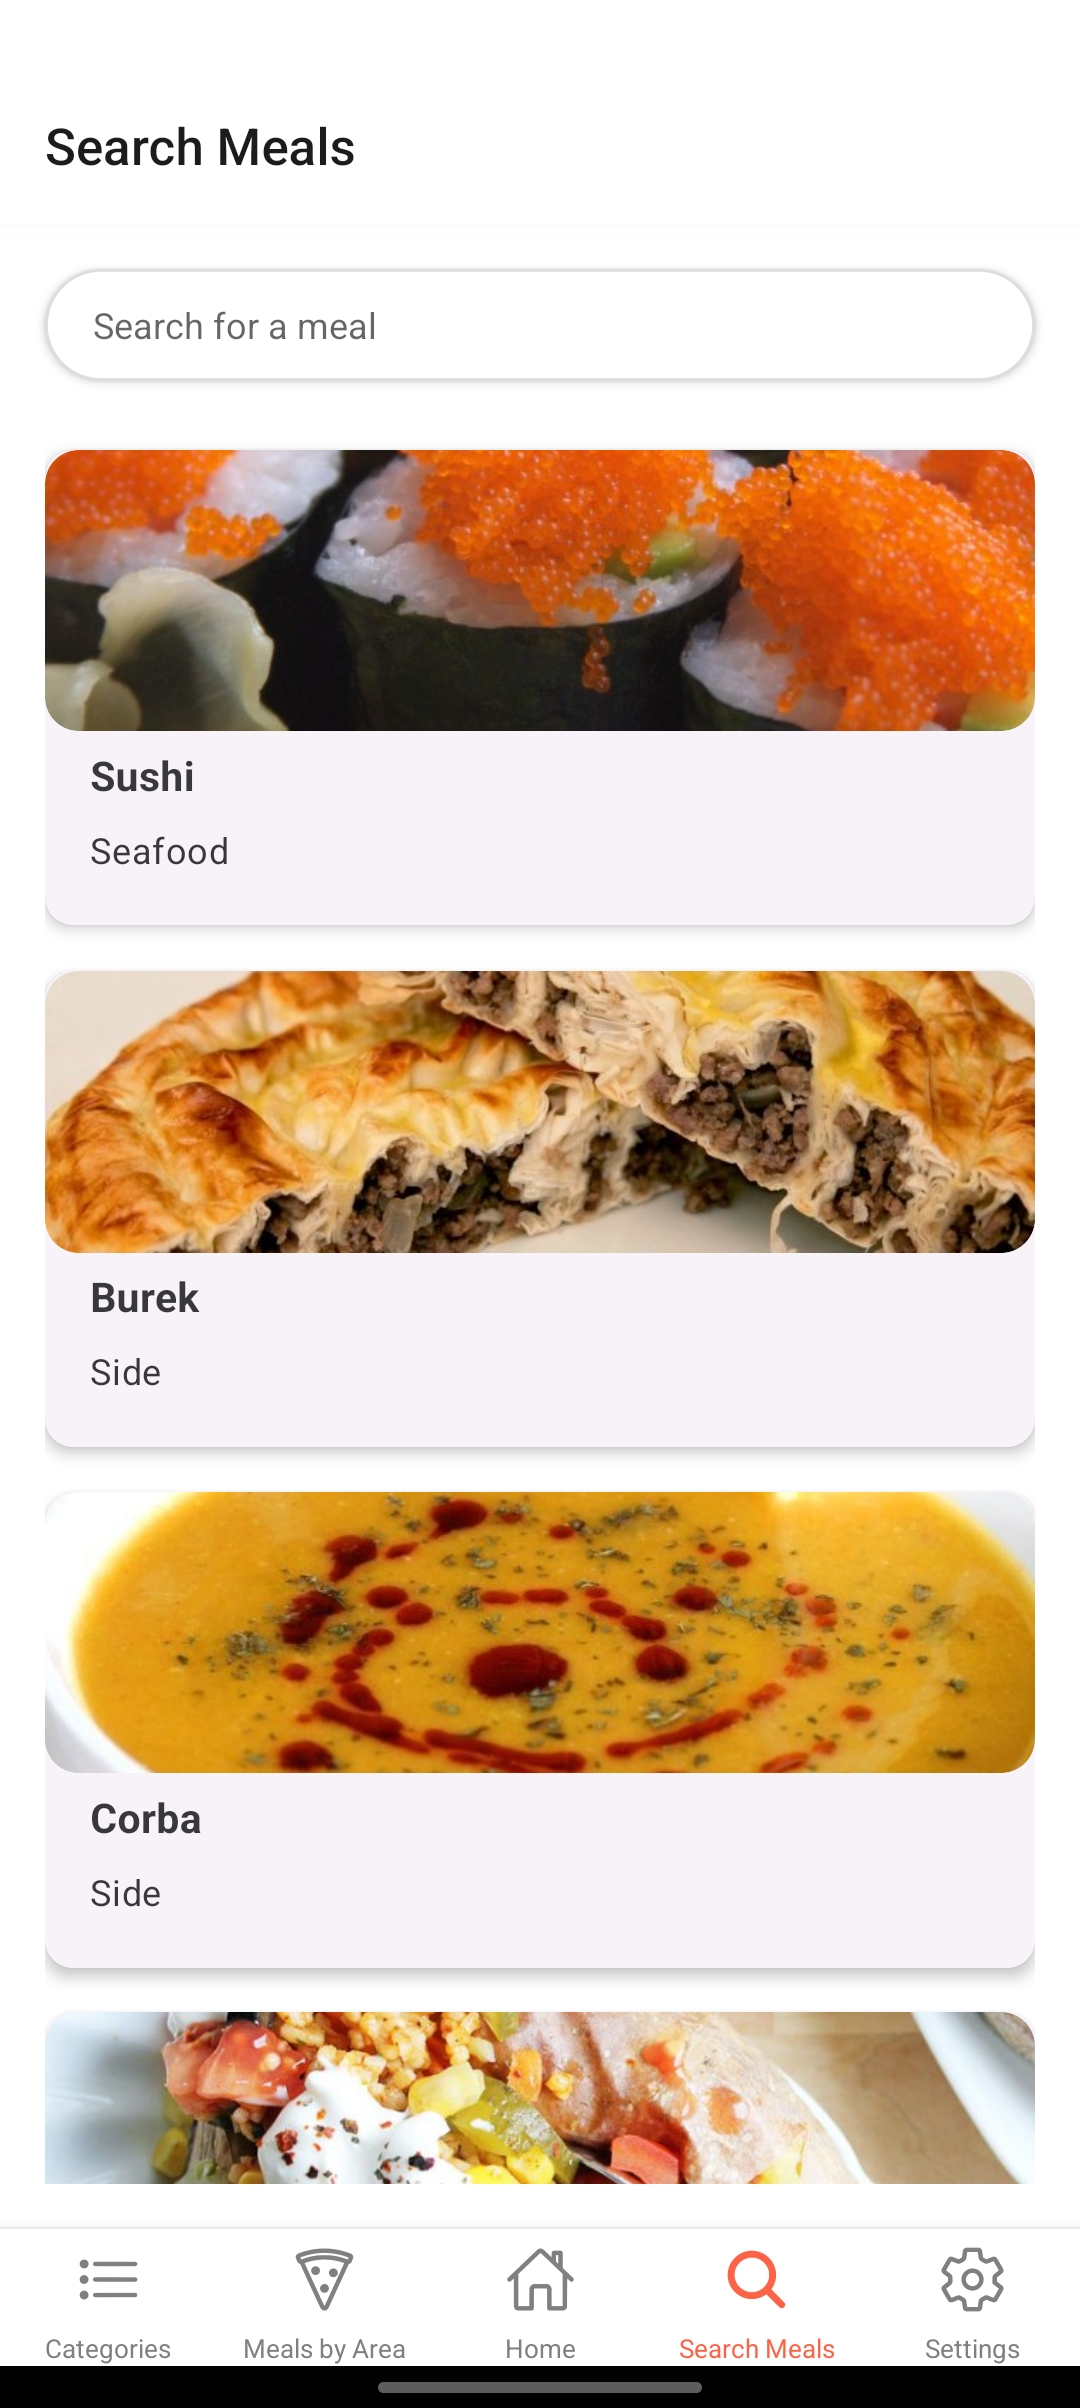 Search Meals
Search for a meal
Sushi
Seafood
Burek
Side
Corba
Side
Categories
Meals by Area
Home
Search Meals
Settings